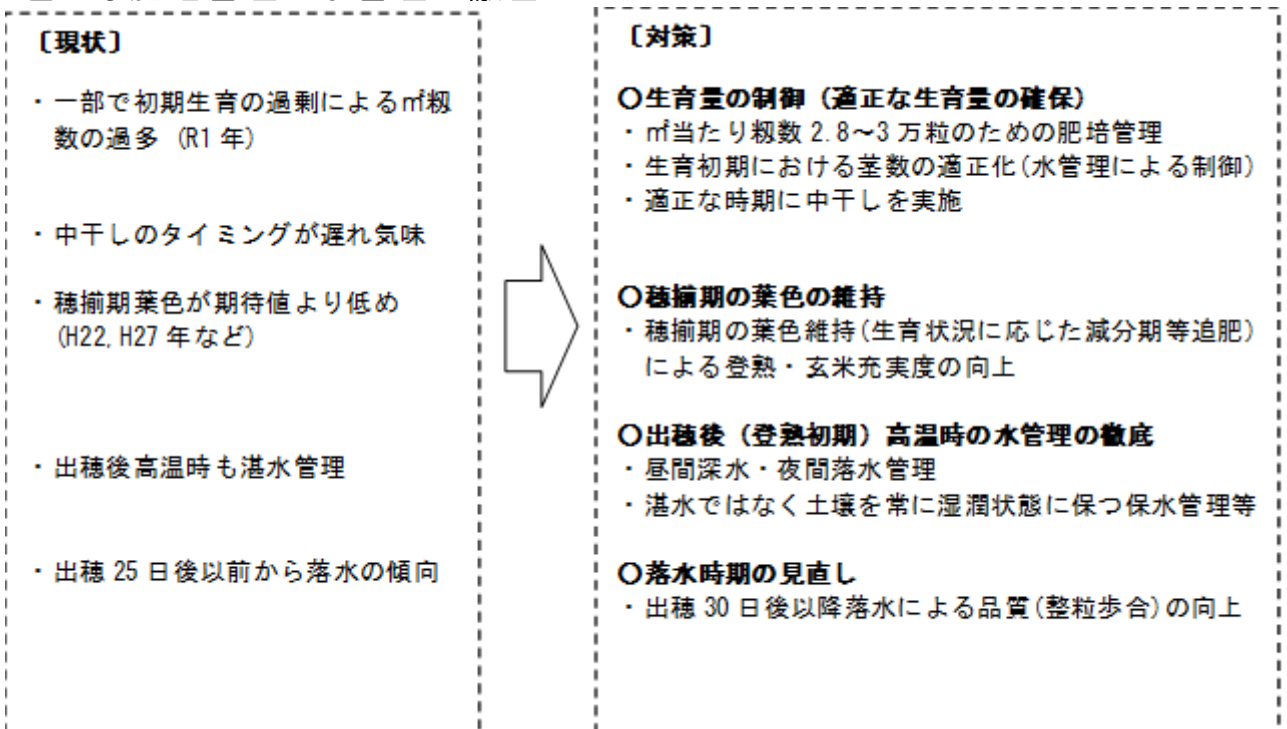 〔現状〕
・一部で初期生育の過剰による㎡籾
数の過多（R1年）
・中干しのタイミングが遅れ気味
・穂揃期葉色が期待値より低め
（H22,H27年など）
・出穂後高温時も湛水管理
・出穂25日後以前から落水の傾向
〔対策〕
〇生育量の制御（適正な生育量の確保）
・㎡当たり籾数2.8～3万粒のための肥培管理
・生育初期における茎数の適正化(水管理による制御)
・適正な時期に中干しを実施
〇穂揃期の葉色の維持
・穂揃期の葉色維持(生育状況に応じた減分期等追肥)
による登熟・玄米充実度の向上
〇出穂後（登熟初期）高温時の水管理の徹底
・昼間深水・夜間落水管理
・湛水ではなく土壌を常に湿潤状態に保つ保水管理等
〇落水時期の見直し
・出穂30日後以降落水による品質(整粒歩合)の向上